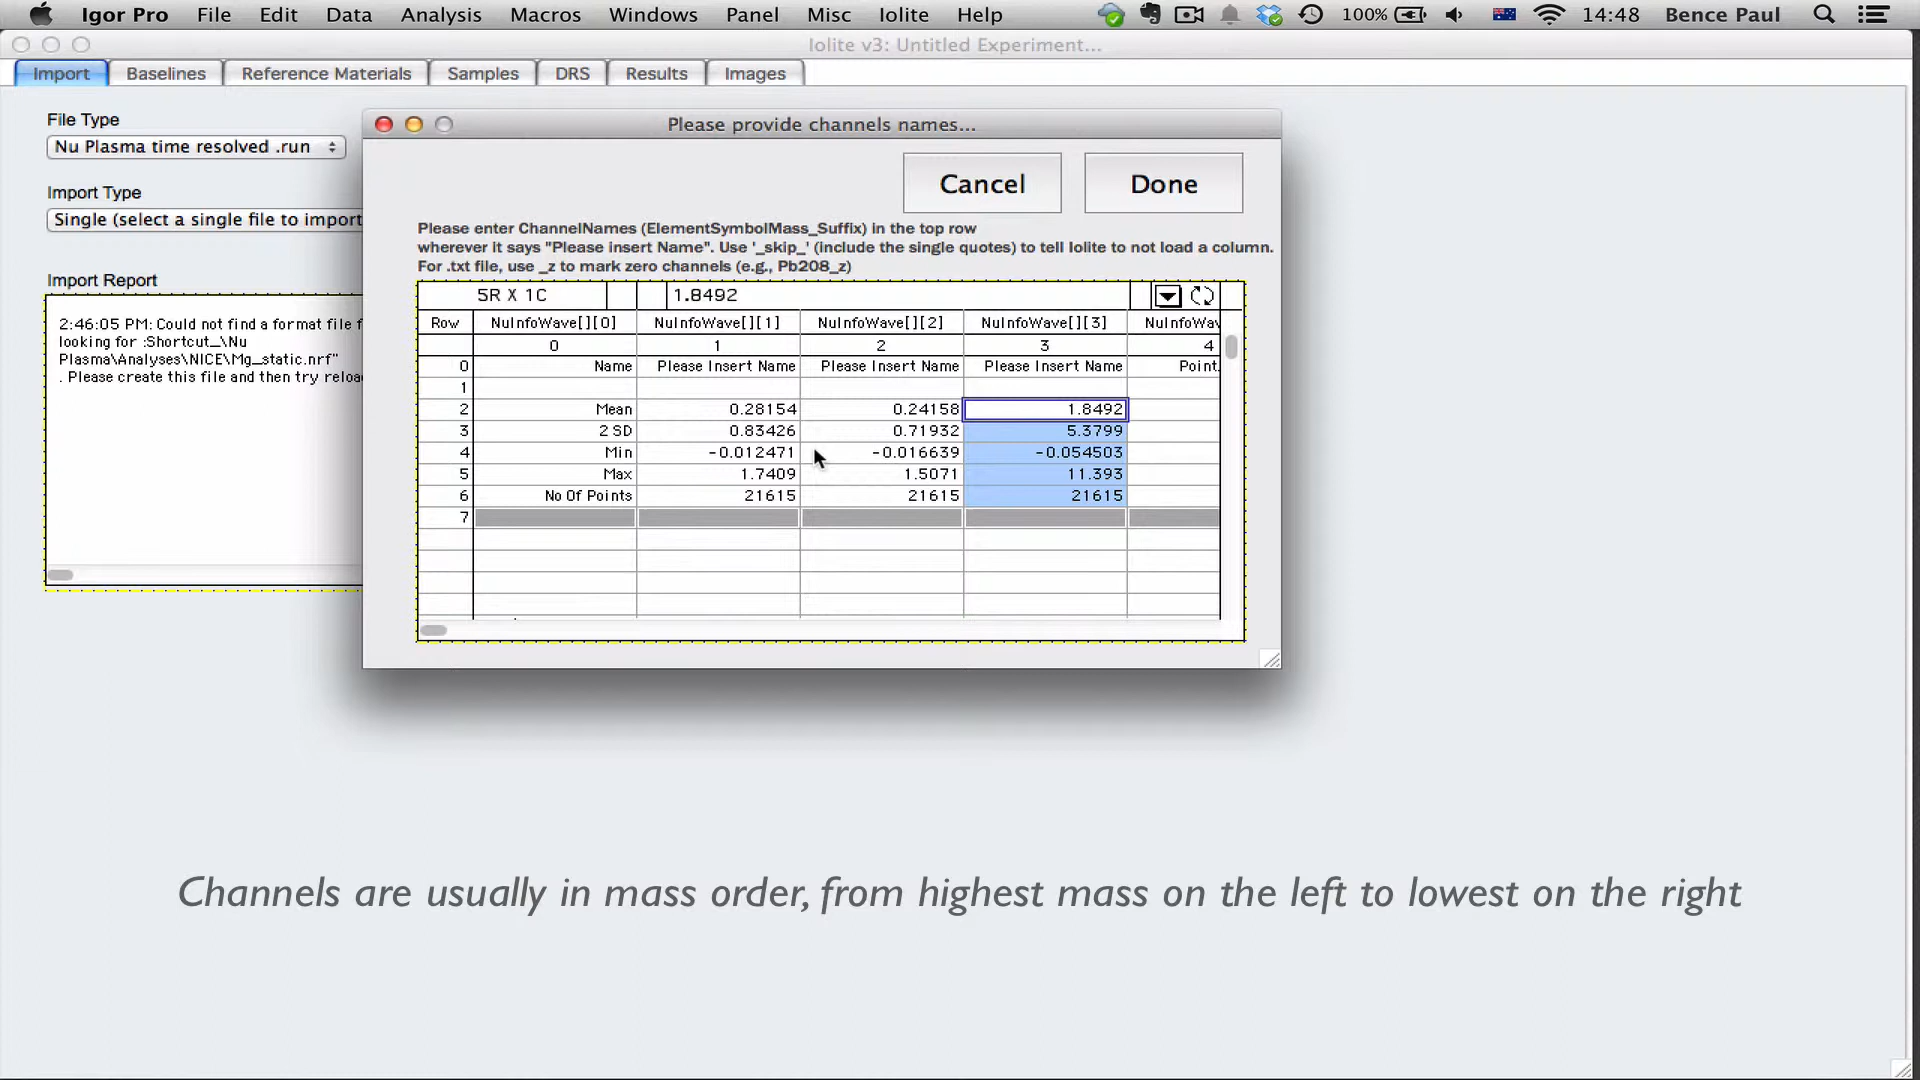 Igor Pro File Edit Data Analysis Macros Windows Panel Misc Iolite Help 100% 14:48 Bence Paul
Iolite v3: Untitled Experiment...
Import Baselines Reference Materials Samples DRS Results Images
File Type
Nu Plasma time resolved .run
Import Type
Single (select a single file to import
Import Report
2:46:05 PM: Could not find a format file f
looking for :Shortcut_\Nu
Plasma\Analyses\NICE\Mg_static.nrf"
. Please create this file and then try reloa
Please provide channels names...
Cancel Done
Please enter ChannelNames (ElementSymbolMass_Suffix) in the top row
wherever it says "Please insert Name". Use '_skip_' (include the single quotes) to tell Iolite to not load a column.
For .txt file, use _z to mark zero channels (e.g., Pb208_z)
5R X 1C 1.8492
Row NuInfoWave[][0] NuInfoWave[][1] NuInfoWave[][2] NuInfoWave[][3] NuInfoWav
0 1 2 3 4
0 Name Please Insert Name Please Insert Name Please Insert Name Point
1
2 Mean 0.28154 0.24158 1.8492
3 2 SD 0.83426 0.71932 5.3799
4 Min -0.012471 -0.016639 -0.054503
5 Max 1.7409 1.5071 11.393
6 No Of Points 21615 21615 21615
7
Channels are usually in mass order, from highest mass on the left to lowest on the right